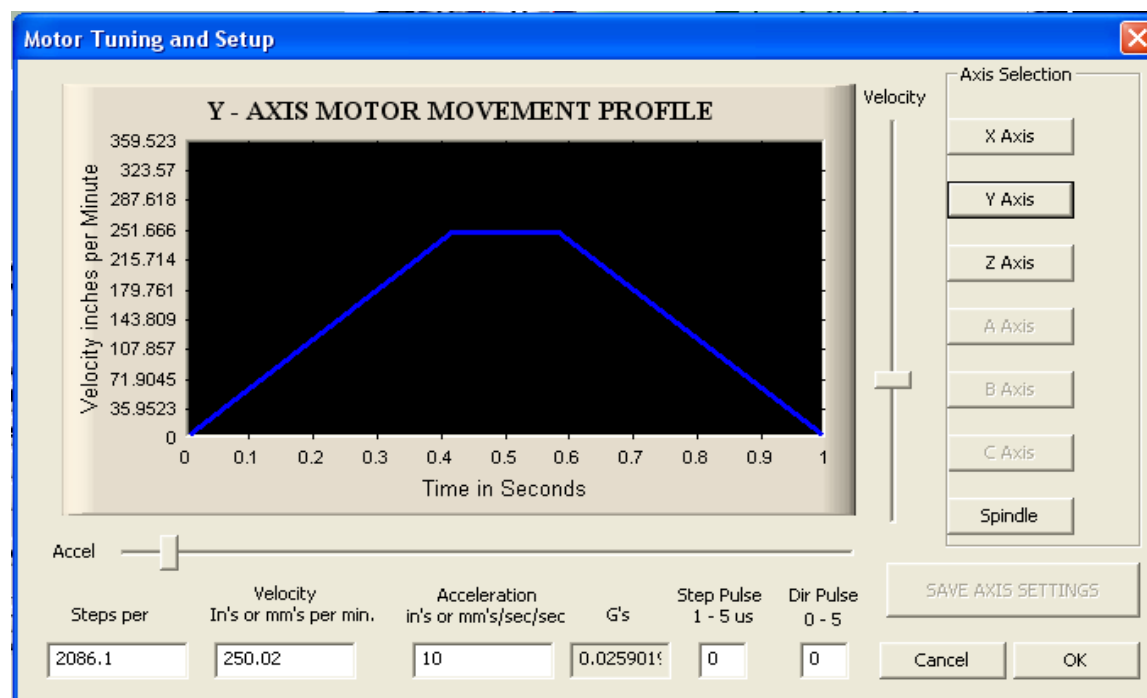 Motor Tuning and Setup
Y - AXIS MOTOR MOVEMENT PROFILE
Velocity inches per Minute
359.523
323.57
287.618
251.666
215.714
179.761
143.809
107.857
71.9045
35.9523
0
0 0.1 0.2 0.3 0.4 0.5 0.6 0.7 0.8 0.9 1
Time in Seconds
Velocity
Axis Selection
X Axis
Y Axis
Z Axis
A Axis
B Axis
C Axis
Spindle
Accel
Steps per
Velocity
In's or mm's per min.
Acceleration
in's or mm's/sec/sec
G's
Step Pulse
1 - 5 us
Dir Pulse
0 - 5
2086.1
250.02
10
0.0259019
0
0
SAVE AXIS SETTINGS
Cancel
OK